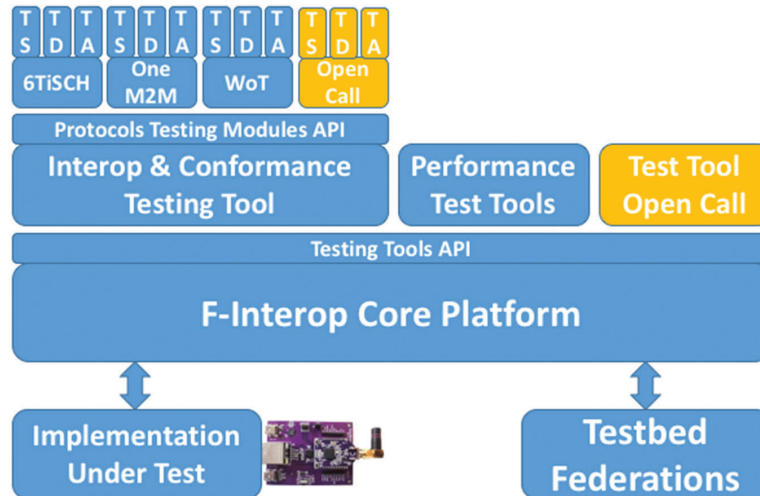 T T T T T T T T T T T T
S D A S D A S D A S D A
6TiSCH
One
M2M
WoT
Open
Call
Protocols Testing Modules API
Interop & Conformance
Testing Tool
Performance
Test Tools
Test Tool
Open Call
Testing Tools API
F-Interop Core Platform
Implementation
Under Test
Testbed
Federations